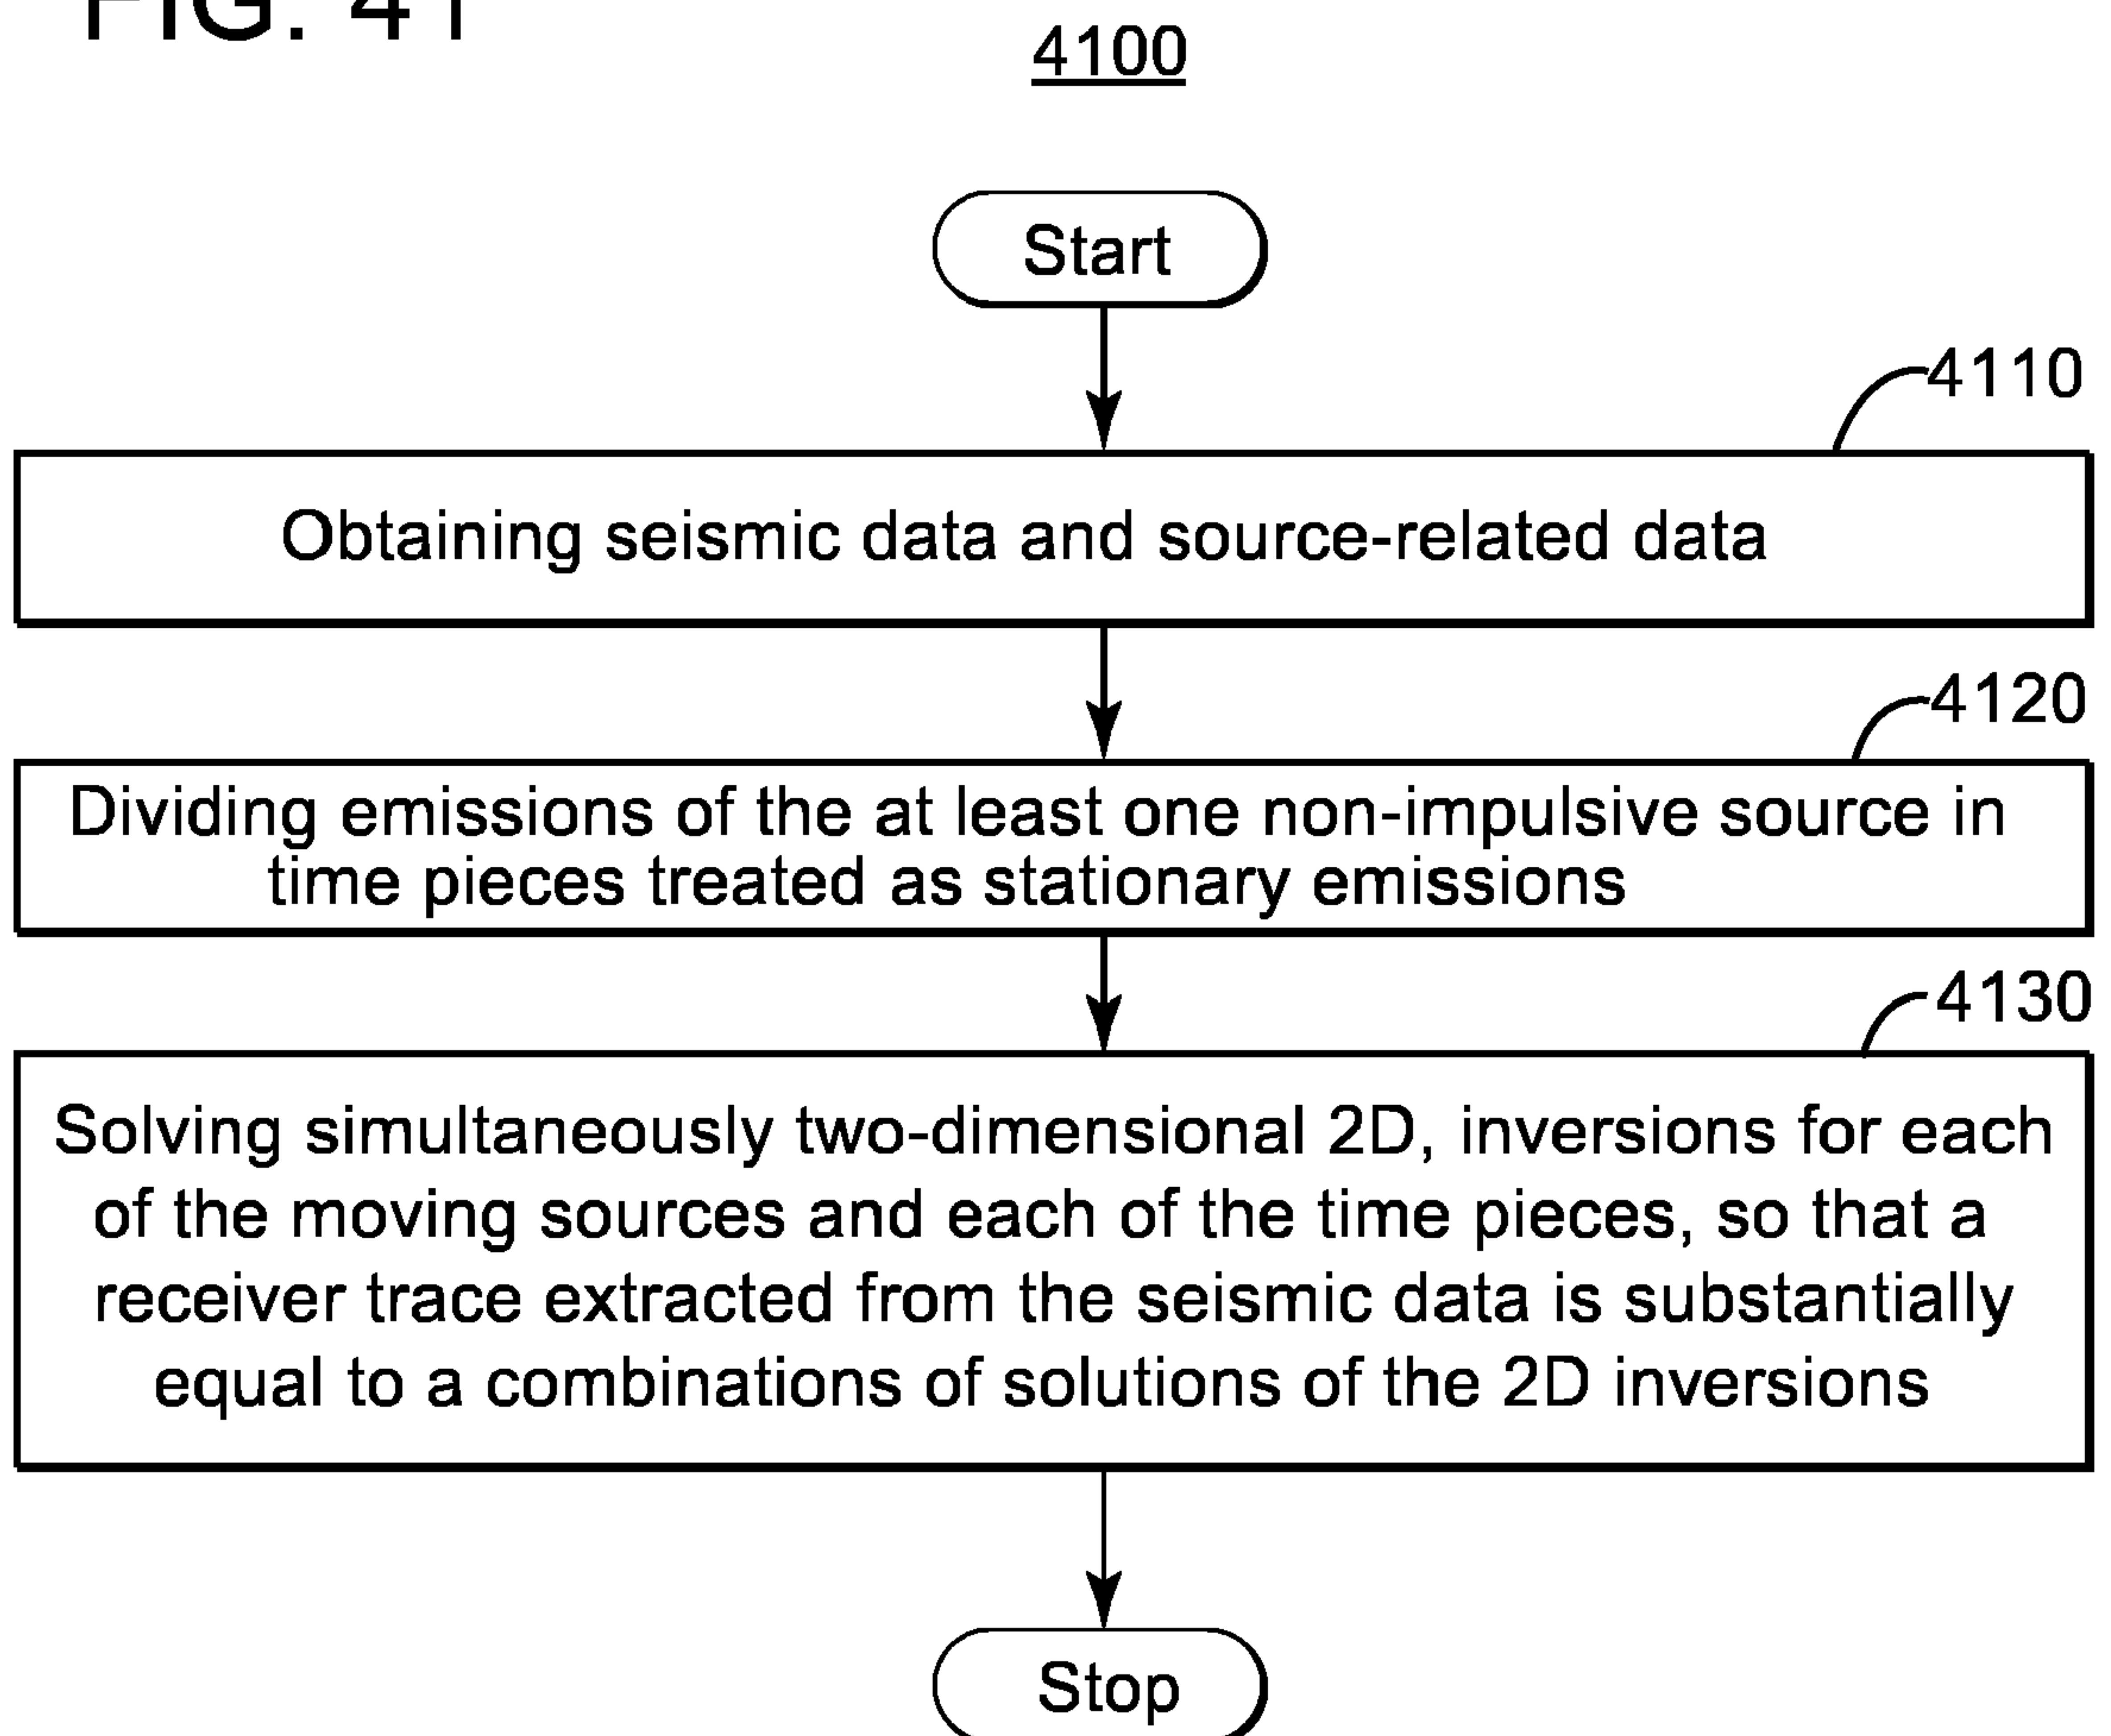 FIG. 41
4100
Start
4110
Obtaining seismic data and source-related data
4120
Dividing emissions of the at least one non-impulsive source in
time pieces treated as stationary emissions
4130
Solving simultaneously two-dimensional 2D, inversions for each
of the moving sources and each of the time pieces, so that a
receiver trace extracted from the seismic data is substantially
equal to a combinations of solutions of the 2D inversions
Stop